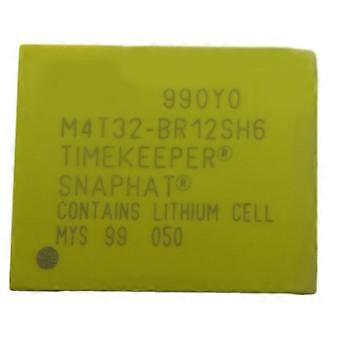 990Y0
M4T32-BR12SH6
TIMEKEEPER®
SNAPHAT®
CONTAINS LITHIUM CELL
MYS 99 050